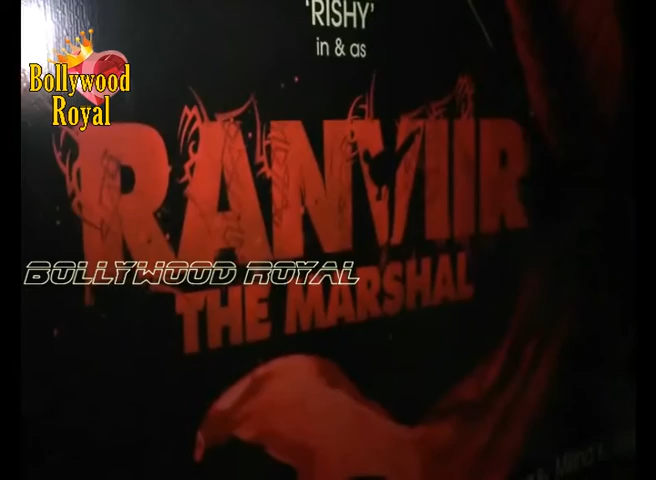 'RISHY'
in & as
Bollywood
Royal
RANVIIR
BOLLYWOOD ROYAL
THE MARSHAL